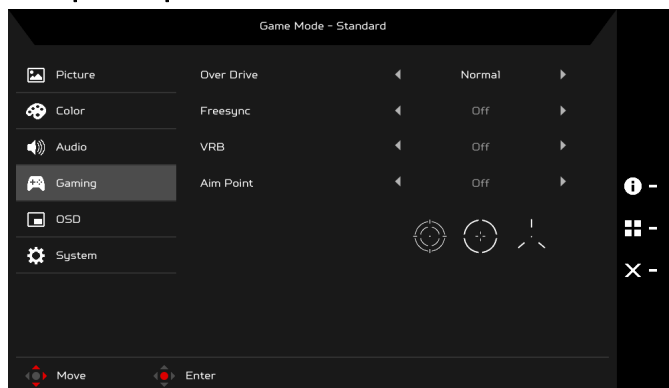 Game Mode - Standard
Picture
Over Drive Normal
Color
Freesync Off
Audio
VRB Off
Gaming
Aim Point Off
OSD
System
Move Enter